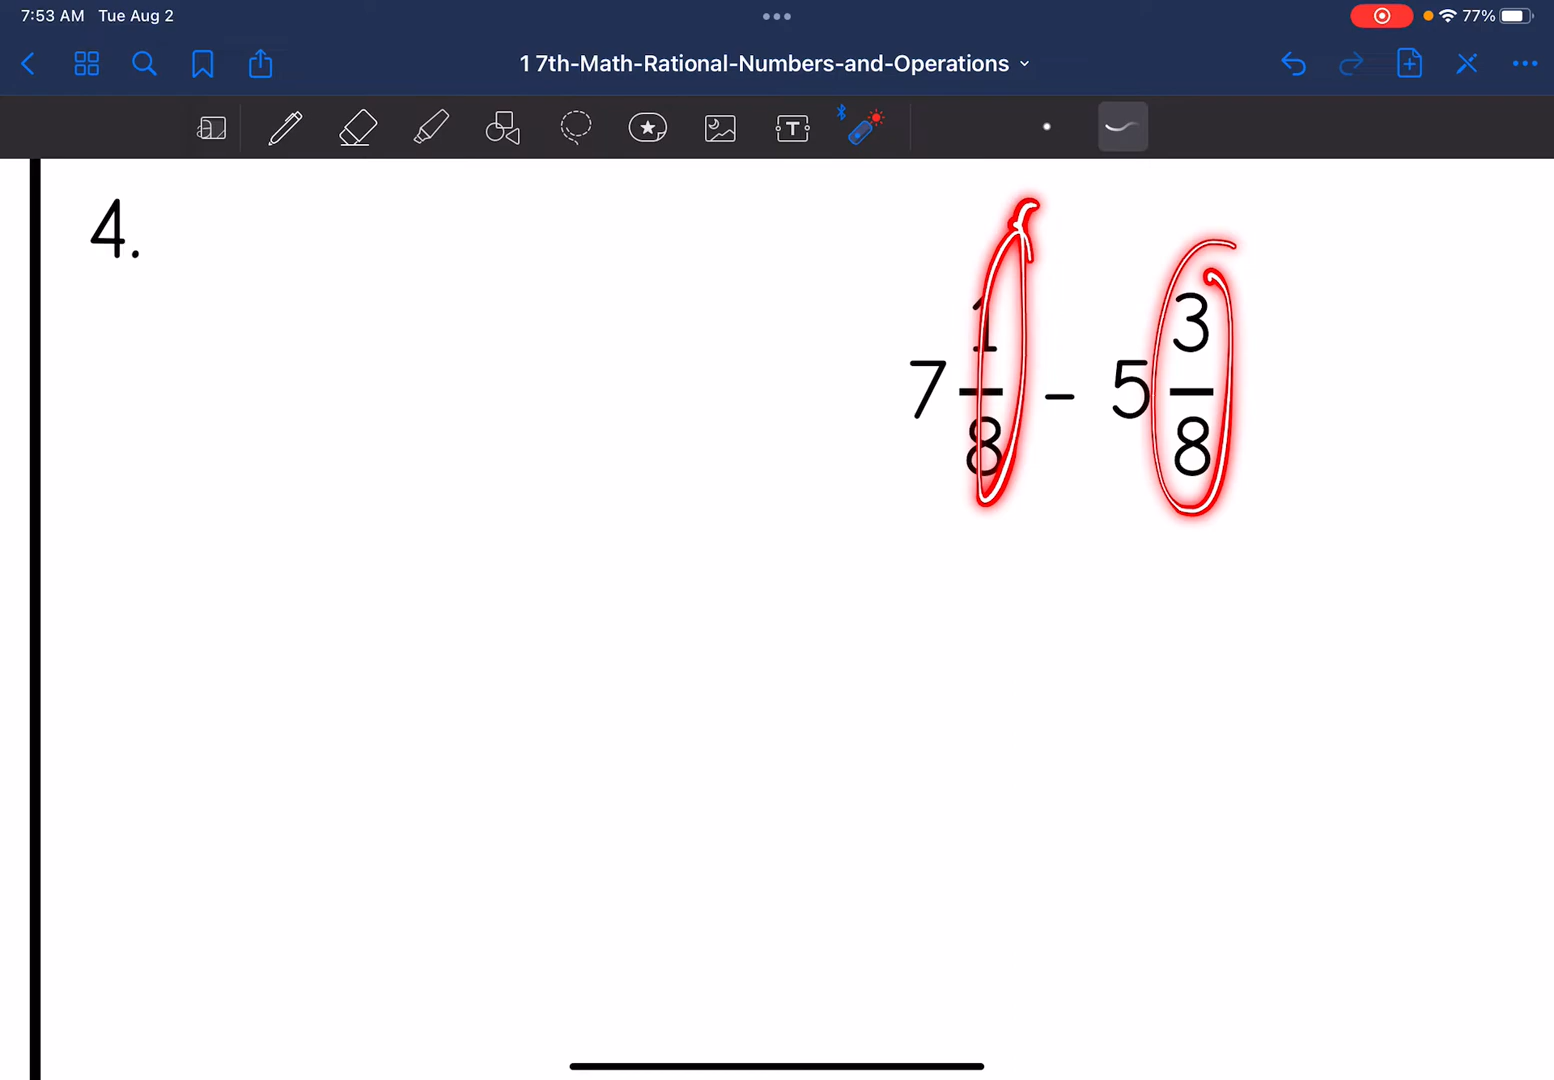 7:53 AM Tue Aug 2
77%
1 7th-Math-Rational-Numbers-and-Operations
T
4.
7 1/8 - 5 3/8